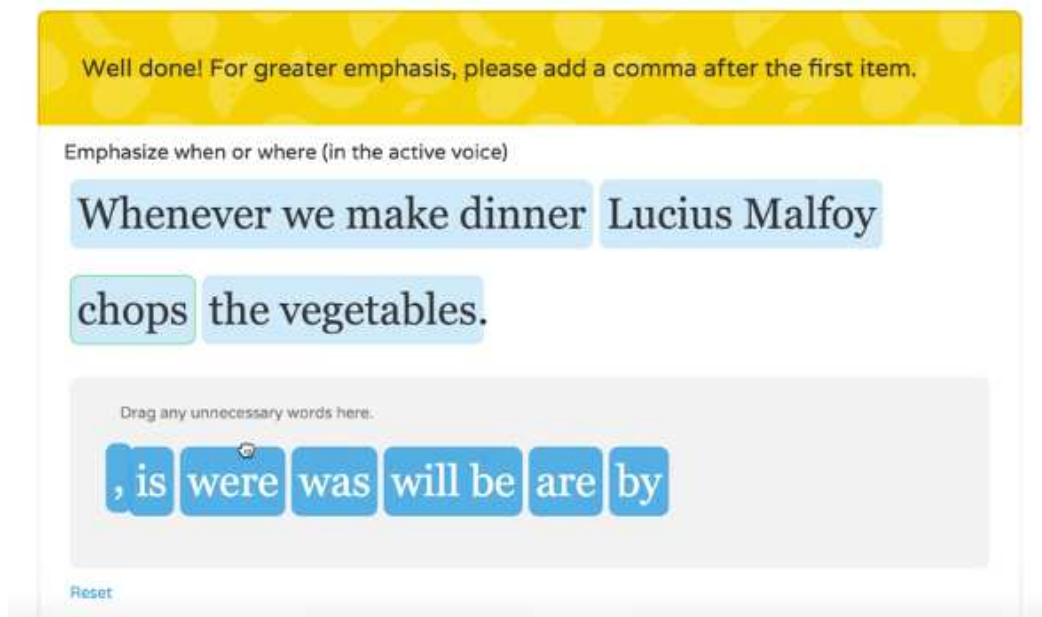 Well done! For greater emphasis, please add a comma after the first item.
Emphasize when or where (in the active voice)
Whenever we make dinner Lucius Malfoy
chops the vegetables.
Drag any unnecessary words here.
, is were was will be are by
Reset